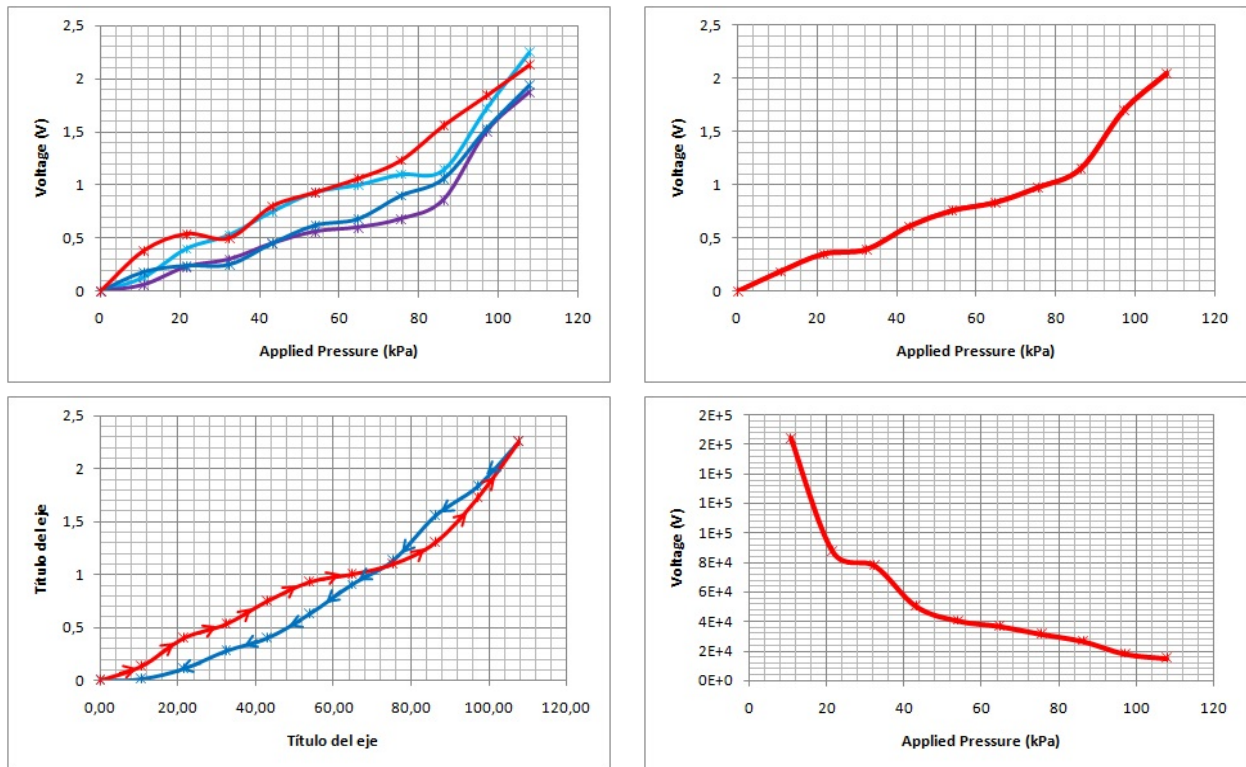 2,5
2
1,5
1
0,5
0
Voltage (V)
0 20 40 60 80 100 120
Applied Pressure (kPa)
2,5
2
1,5
1
0,5
0
Voltage (V)
0 20 40 60 80 100 120
Applied Pressure (kPa)
2,5
2
1,5
1
0,5
0
Título del eje
0,00 20,00 40,00 60,00 80,00 100,00 120,00
Título del eje
2E+5
2E+5
1E+5
1E+5
1E+5
8E+4
6E+4
4E+4
2E+4
0E+0
Voltage (V)
0 20 40 60 80 100 120
Applied Pressure (kPa)